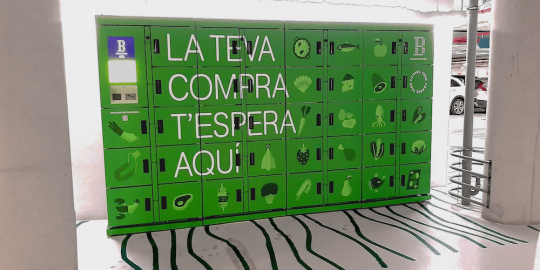 LA TEVA
COMPRA
T'ESPERA
AQUÍ
B
B